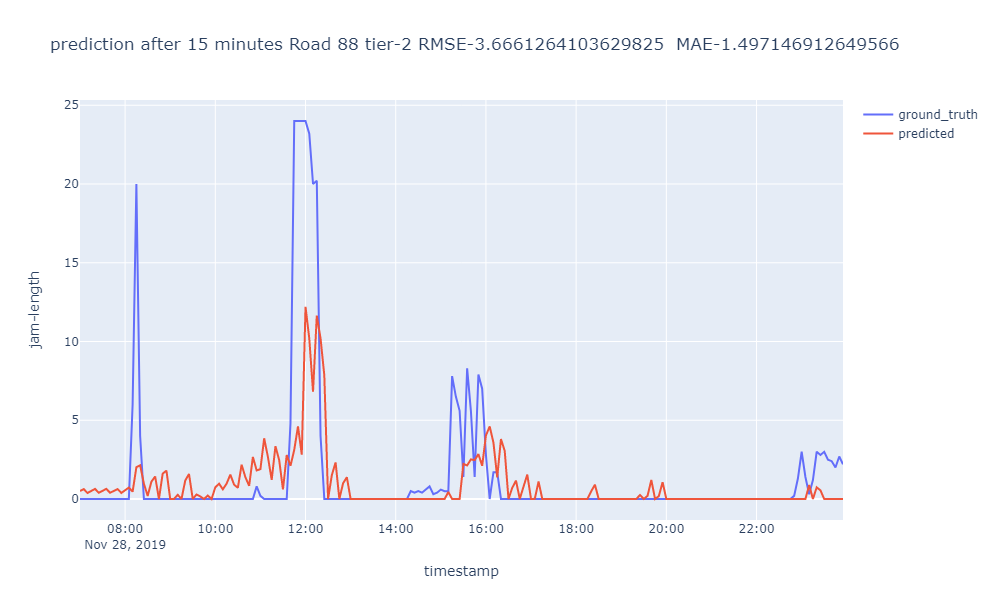 prediction after 15 minutes Road 88 tier-2 RMSE-3.6661264103629825  MAE-1.497146912649566
ground_truth
predicted
jam-length
25
20
15
10
5
0
08:00 10:00 12:00 14:00 16:00 18:00 20:00 22:00
Nov 28, 2019
timestamp